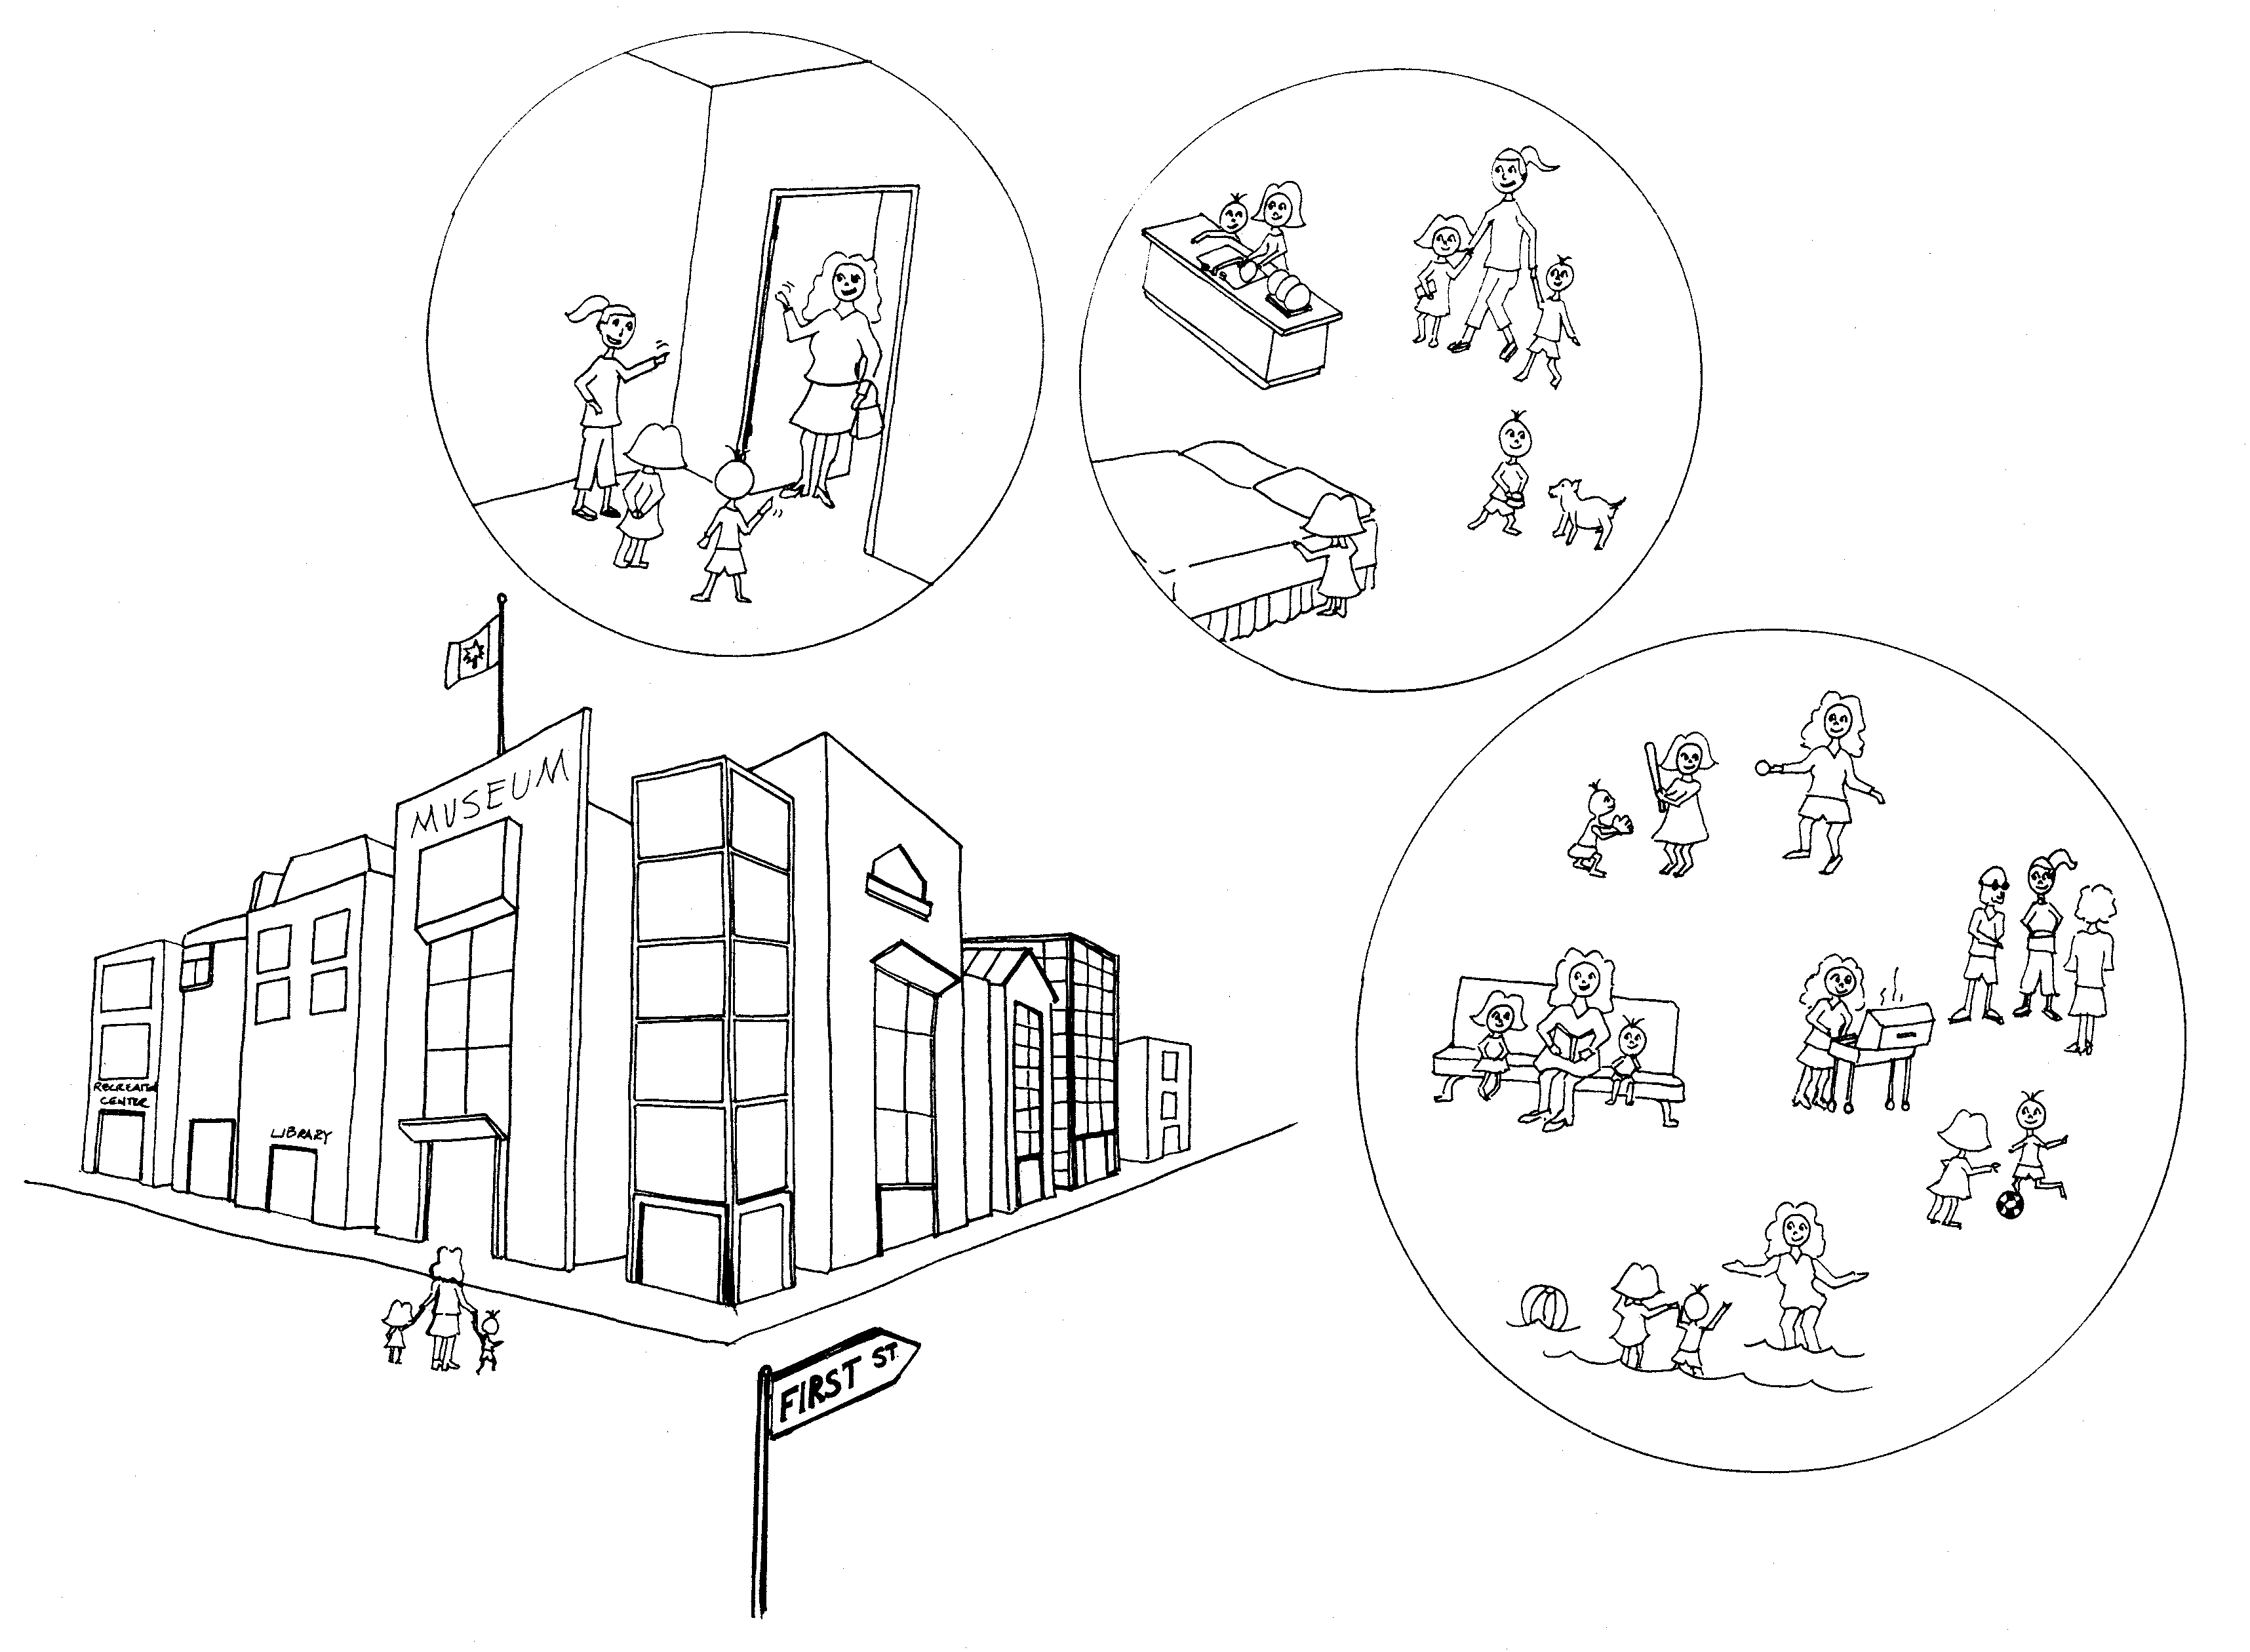 MUSEUM
RECREATION
CENTER
LIBRARY
FIRST ST.